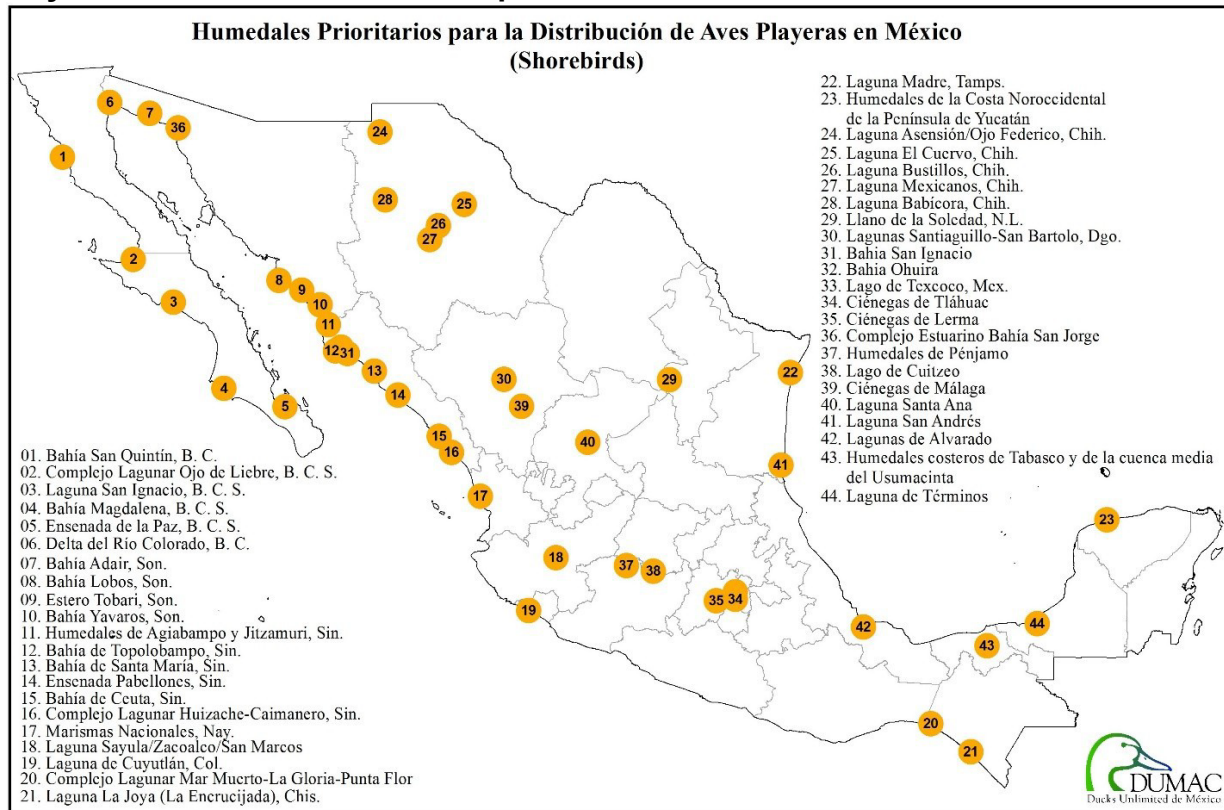 Humedales Prioritarios para la Distribución de Aves Playeras en México
(Shorebirds)
22. Laguna Madre, Tamps.
23. Humedales de la Costa Noroccidental
de la Península de Yucatán
24. Laguna Asensión/Ojo Federico, Chih.
25. Laguna El Cuervo, Chih.
26. Laguna Bustillos, Chih.
27. Laguna Mexicanos, Chih.
28. Laguna Babícora, Chih.
29. Llano de la Soledad, N.L.
30. Lagunas Santiaguillo-San Bartolo, Dgo.
31. Bahia San Ignacio
32. Bahia Ohuira
33. Lago de Texcoco, Mex.
34. Ciénegas de Tláhuac
35. Ciénegas de Lerma
36. Complejo Estuarino Bahía San Jorge
37. Humedales de Pénjamo
38. Lago de Cuitzeo
39. Ciénegas de Málaga
40. Laguna Santa Ana
41. Laguna San Andrés
42. Lagunas de Alvarado
43. Humedales costeros de Tabasco y de la cuenca media
del Usumacinta
44. Laguna de Términos
01. Bahía San Quintín, B. C.
02. Complejo Lagunar Ojo de Liebre, B. C. S.
03. Laguna San Ignacio, B. C. S.
04. Bahía Magdalena, B. C. S.
05. Ensenada de la Paz, B. C. S.
06. Delta del Río Colorado, B. C.
07. Bahía Adair, Son.
08. Bahía Lobos, Son.
09. Estero Tobari, Son.
10. Bahía Yavaros, Son.
11. Humedales de Agiabampo y Jitzamuri, Sin.
12. Bahía de Topolobampo, Sin.
13. Bahía de Santa María, Sin.
14. Ensenada Pabellones, Sin.
15. Bahía de Ceuta, Sin.
16. Complejo Lagunar Huizache-Caimanero, Sin.
17. Marismas Nacionales, Nay.
18. Laguna Sayula/Zacoalco/San Marcos
19. Laguna de Cuyutlán, Col.
20. Complejo Lagunar Mar Muerto-La Gloria-Punta Flor
21. Laguna La Joya (La Encrucijada), Chis.
6
7
36
24
1
28
25
26
27
2
8
3
9
10
11
12
31
13
30
29
22
4
5
14
39
15
40
16
41
17
23
18
37
38
35
34
19
42
44
43
20
21
DUMAC
Ducks Unlimited de México